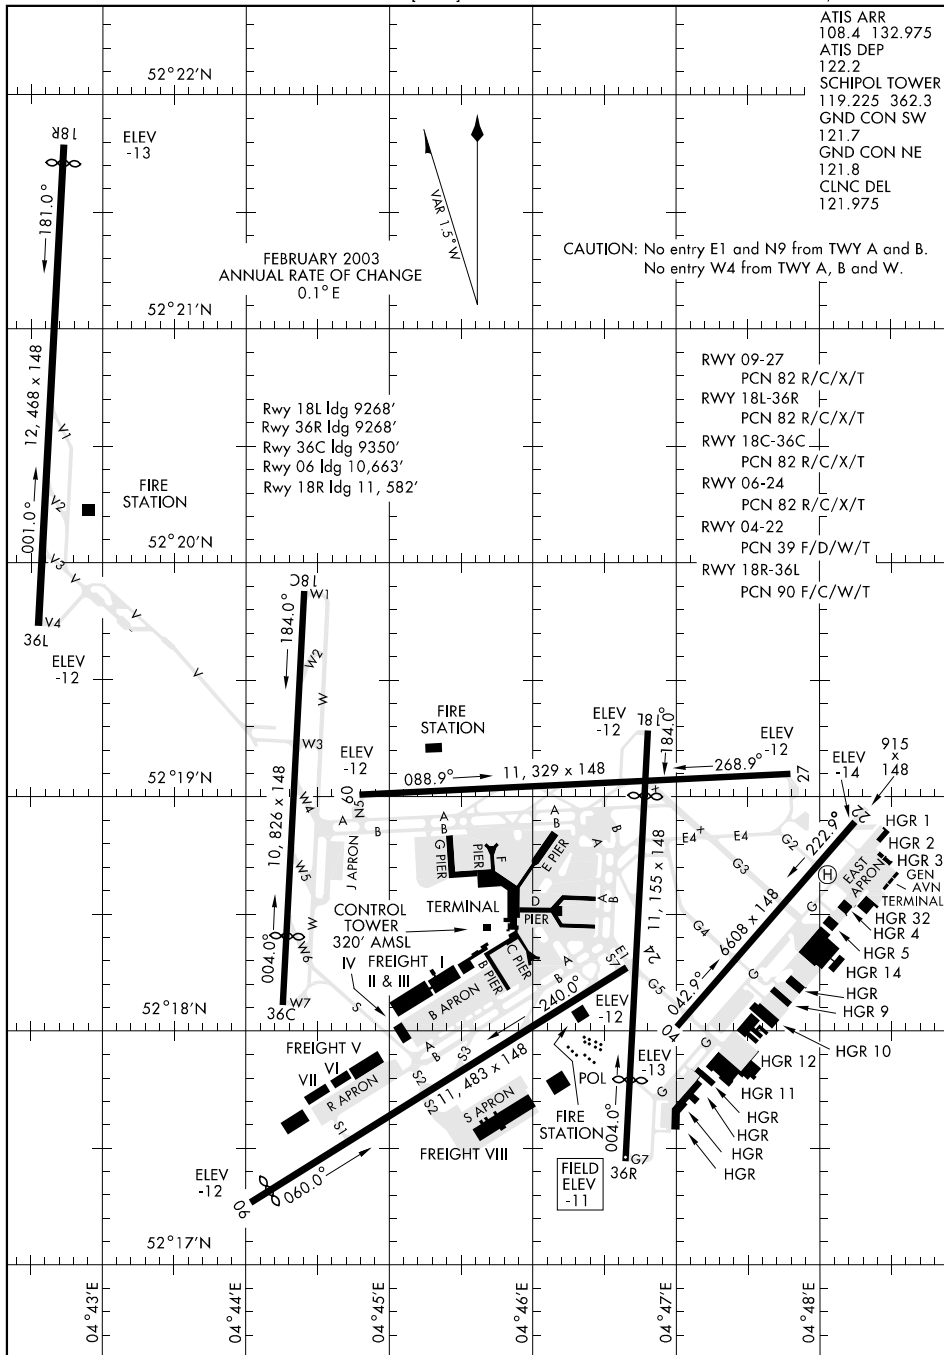 ATIS ARR
108.4 132.975
ATIS DEP
122.2
SCHIPOL TOWER
119.225 362.3
GND CON SW
121.7
GND CON NE
121.8
CLNC DEL
121.975
52°22'N
18R
ELEV
-13
181.0°
VAR 1.5° W
FEBRUARY 2003
ANNUAL RATE OF CHANGE
0.1° E
CAUTION: No entry E1 and N9 from TWY A and B.
No entry W4 from TWY A, B and W.
52°21'N
12, 468 x 148
Rwy 18L ldg 9268'
Rwy 36R ldg 9268'
Rwy 36C ldg 9350'
Rwy 06 ldg 10,663'
Rwy 18R ldg 11, 582'
RWY 09-27
PCN 82 R/C/X/T
RWY 18L-36R
PCN 82 R/C/X/T
RWY 18C-36C
PCN 82 R/C/X/T
RWY 06-24
PCN 82 R/C/X/T
RWY 04-22
PCN 39 F/D/W/T
RWY 18R-36L
PCN 90 F/C/W/T
V1
V2
FIRE
STATION
001.0°
52°20'N
V3
V
V
V
V4
36L
ELEV
-12
18C
W1
184.0°
W2
W
W3
10, 826 x 148
W4
W5
W
W6
004.0°
W7
36C
FIRE
STATION
ELEV
-12
18L
184.0°
ELEV
-12
268.9°
ELEV
-12
088.9°
11, 329 x 148
27
ELEV
-14
915
x
148
52°19'N
09
N5
A
B
A
B
A
B
A
B
x
E4
x
E4
G2
G3
222.9°
22
HGR 1
HGR 2
HGR 3
GEN
AVN
TERMINAL
HGR 32
HGR 4
HGR 5
HGR 14
HGR
HGR 9
HGR 10
HGR 12
HGR 11
HGR
HGR
HGR
HGR
EAST
APRON
H
J APRON
G PIER
PIER
F
E PIER
D
PIER
A
B
C PIER
B PIER
TERMINAL
CONTROL
TOWER
320' AMSL
FREIGHT I
II & III
IV
B APRON
11, 155 x 148
6608 x 148
G4
G
G
G
G
G5
24
E1
S7
A
B
240.0°
042.9°
04
52°18'N
S
FREIGHT V
VI
VII
R APRON
A
B
S3
S2
S2
S1
11, 483 x 148
S APRON
FREIGHT VIII
ELEV
-12
POL
FIRE
STATION
ELEV
-13
004.0°
36R
G7
FIELD
ELEV
-11
ELEV
-12
060.0°
06
52°17'N
04°43'E
04°44'E
04°45'E
04°46'E
04°47'E
04°48'E